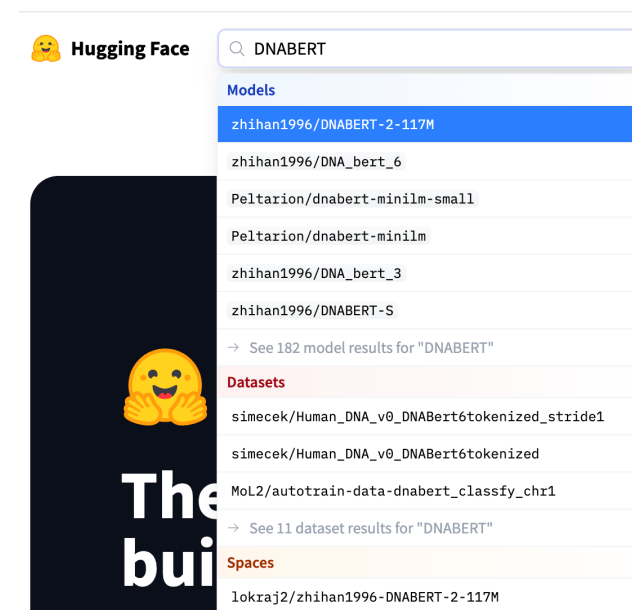 Hugging Face
DNABERT
Models
zhihan1996/DNABERT-2-117M
zhihan1996/DNA_bert_6
Peltarion/dnabert-minilm-small
Peltarion/dnabert-minilm
zhihan1996/DNA_bert_3
zhihan1996/DNABERT-S
→ See 182 model results for "DNABERT"
Datasets
simecek/Human_DNA_v0_DNABert6tokenized_stride1
simecek/Human_DNA_v0_DNABert6tokenized
MoL2/autotrain-data-dnabert_classfy_chr1
→ See 11 dataset results for "DNABERT"
Spaces
lokraj2/zhihan1996-DNABERT-2-117M
The
bui